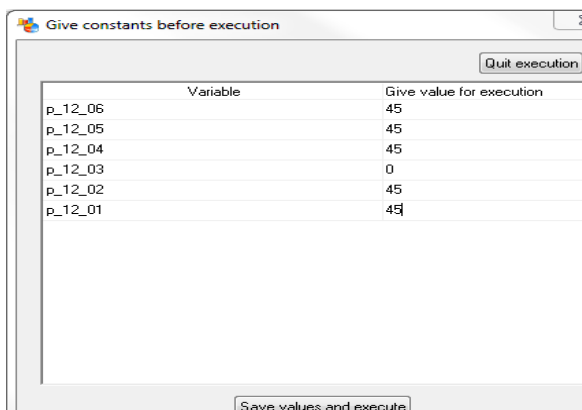 Give constants before execution
Quit execution
Variable Give value for execution
p_12_06 45
p_12_05 45
p_12_04 45
p_12_03 0
p_12_02 45
p_12_01 45
Save values and execute